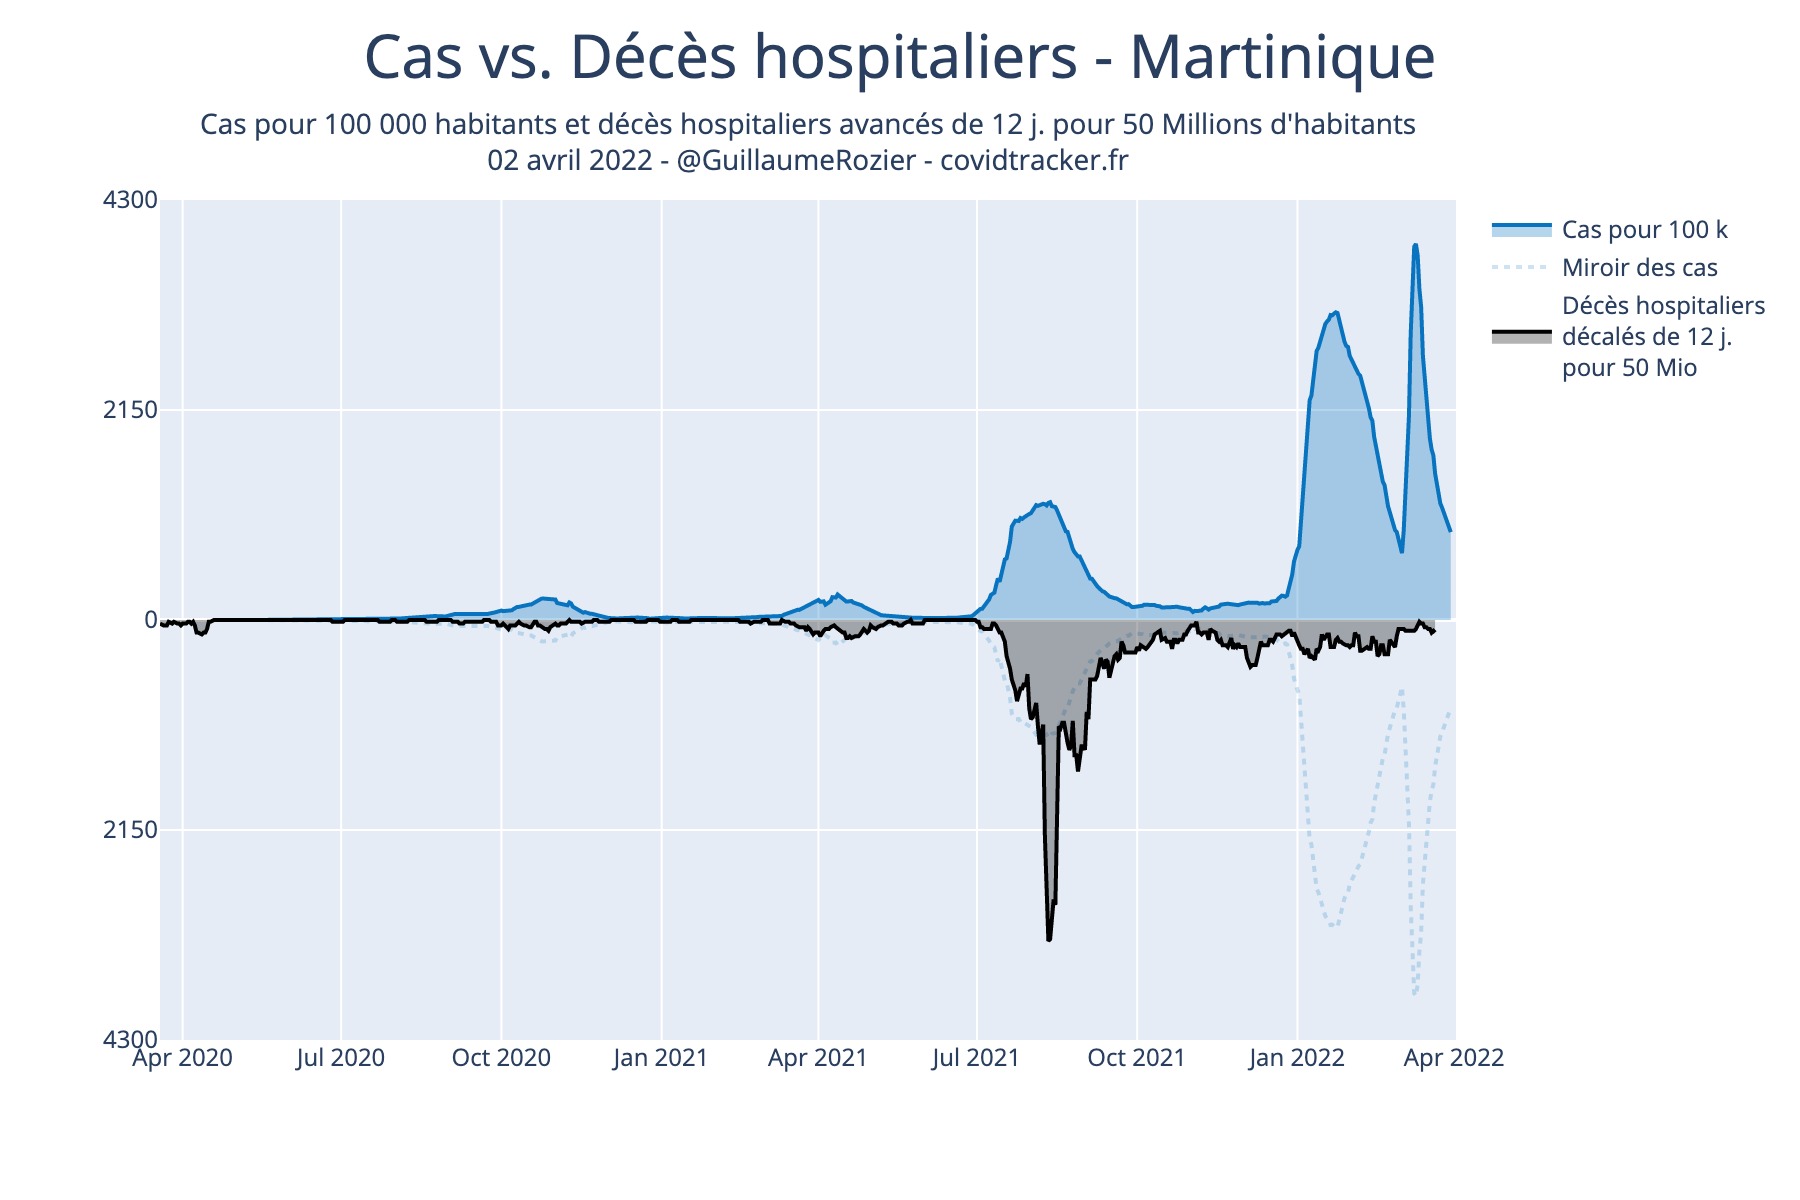 Cas vs. Décès hospitaliers - Martinique
Cas pour 100 000 habitants et décès hospitaliers avancés de 12 j. pour 50 Millions d'habitants
02 avril 2022 - @GuillaumeRozier - covidtracker.fr
4300
2150
0
2150
4300
Apr 2020
Jul 2020
Oct 2020
Jan 2021
Apr 2021
Jul 2021
Oct 2021
Jan 2022
Apr 2022
Cas pour 100 k
Miroir des cas
Décès hospitaliers
décalés de 12 j.
pour 50 Mio